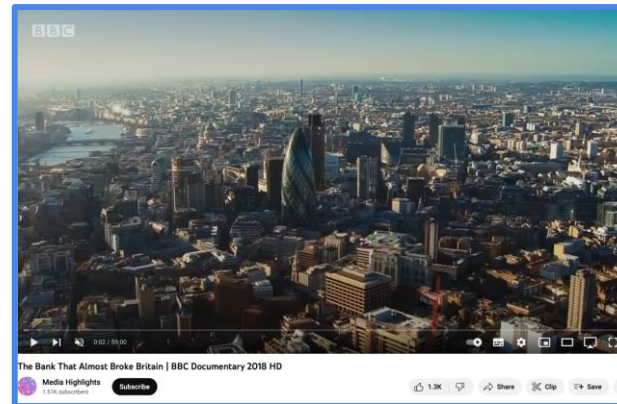 BBC
0:02 / 59:00
The Bank That Almost Broke Britain | BBC Documentary 2018 HD
Media Highlights
1.51K subscribers
Subscribe
1.3K
Share
Clip
Save